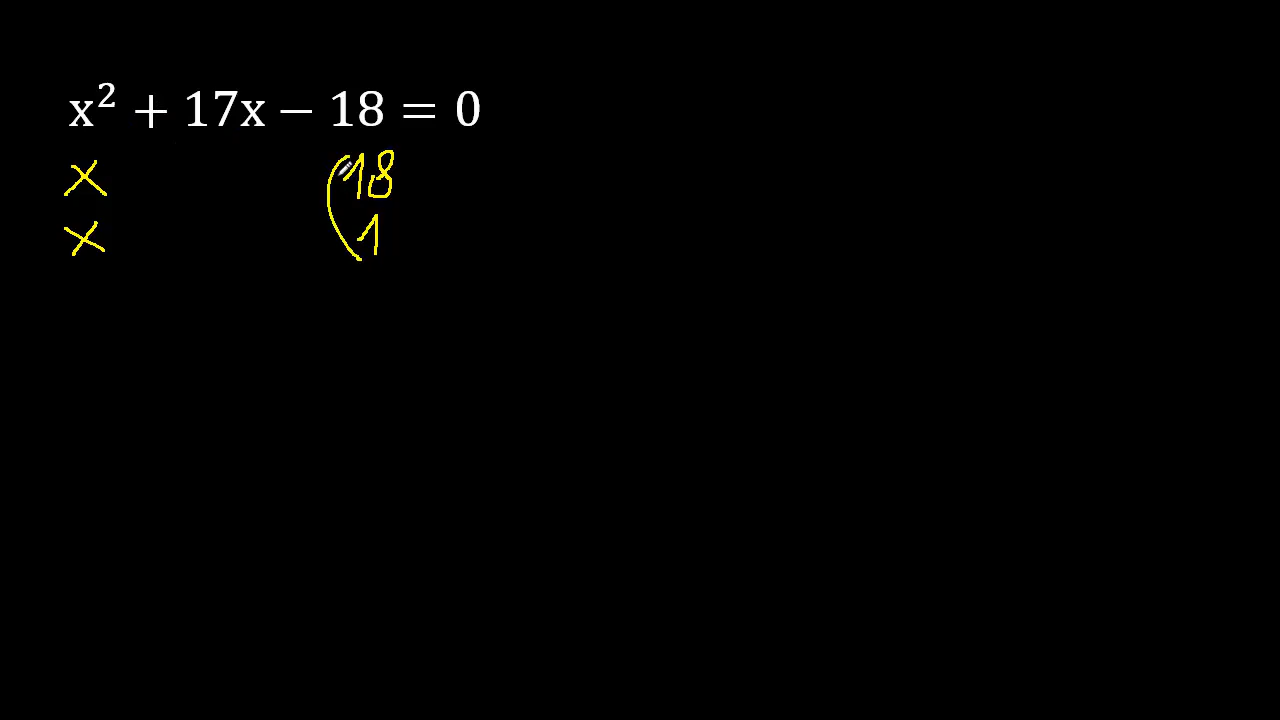 x² + 17x − 18 = 0
x 18
x 1